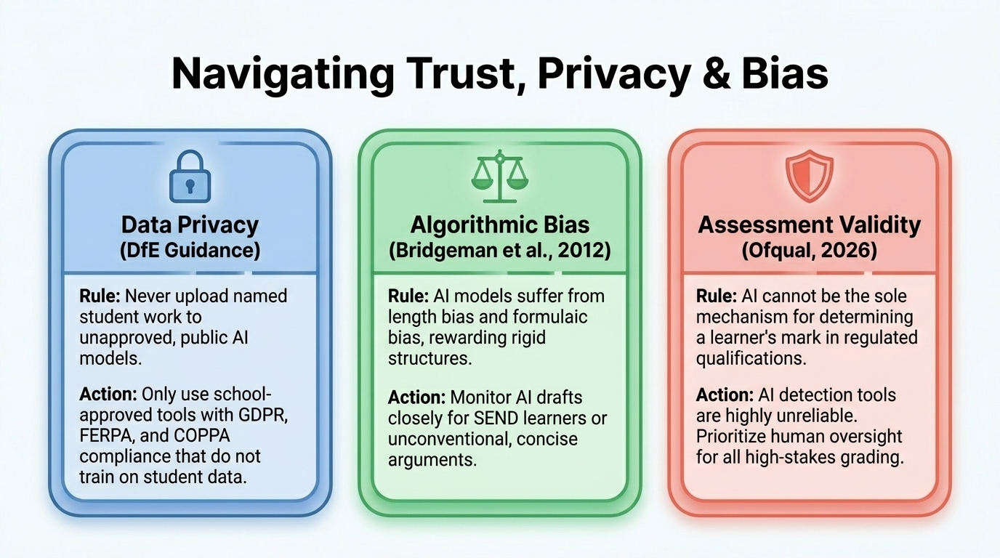 Navigating Trust, Privacy & Bias
Data Privacy
(DfE Guidance)
Rule: Never upload named
student work to
unapproved, public AI
models.
Action: Only use school-
approved tools with GDPR,
FERPA, and COPPA
compliance that do not
train on student data.
Algorithmic Bias
(Bridgeman et al., 2012)
Rule: AI models suffer from
length bias and formulaic
bias, rewarding rigid
structures.
Action: Monitor AI drafts
closely for SEND learners or
unconventional, concise
arguments.
Assessment Validity
(Ofqual, 2026)
Rule: AI cannot be the sole
mechanism for determining
a learner's mark in regulated
qualifications.
Action: AI detection tools
are highly unreliable.
Prioritize human oversight
for all high-stakes grading.